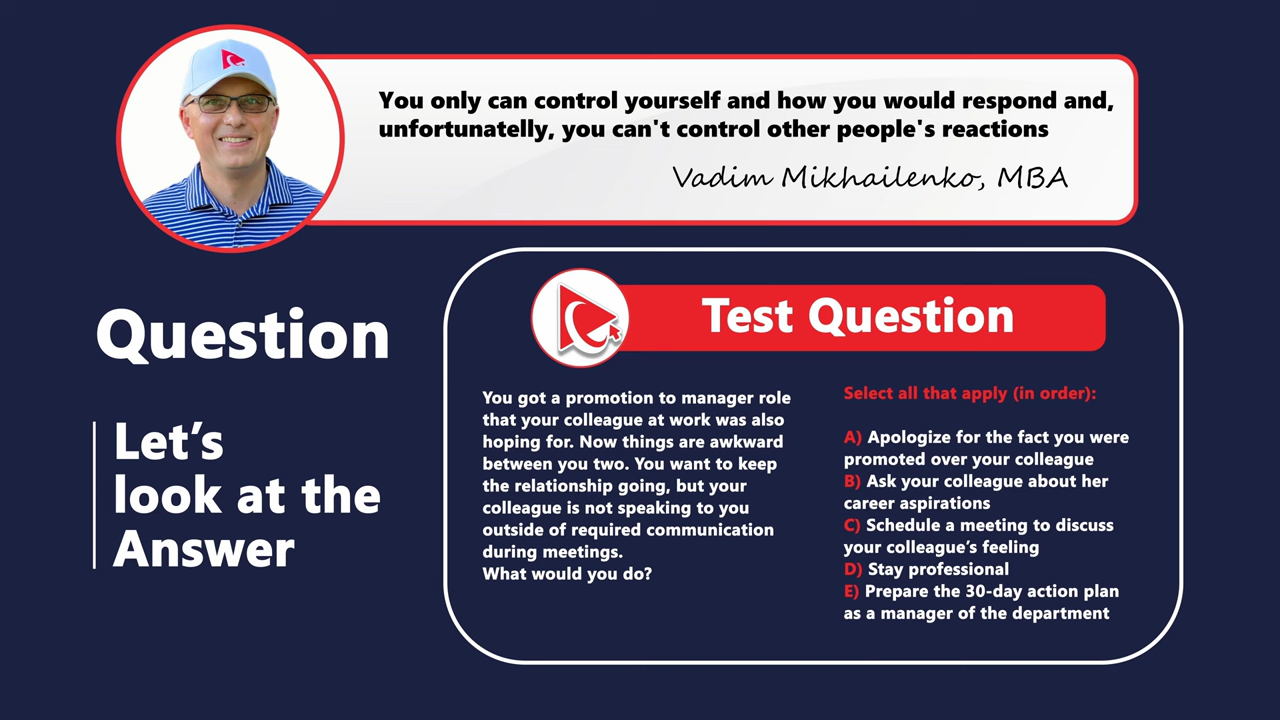 You only can control yourself and how you would respond and,
unfortunatelly, you can't control other people's reactions
Vadim Mikhailenko, MBA
Question
Let's
look at the
Answer
Test Question
You got a promotion to manager role
that your colleague at work was also
hoping for. Now things are awkward
between you two. You want to keep
the relationship going, but your
colleague is not speaking to you
outside of required communication
during meetings.
What would you do?
Select all that apply (in order):
A) Apologize for the fact you were
promoted over your colleague
B) Ask your colleague about her
career aspirations
C) Schedule a meeting to discuss
your colleague's feeling
D) Stay professional
E) Prepare the 30-day action plan
as a manager of the department